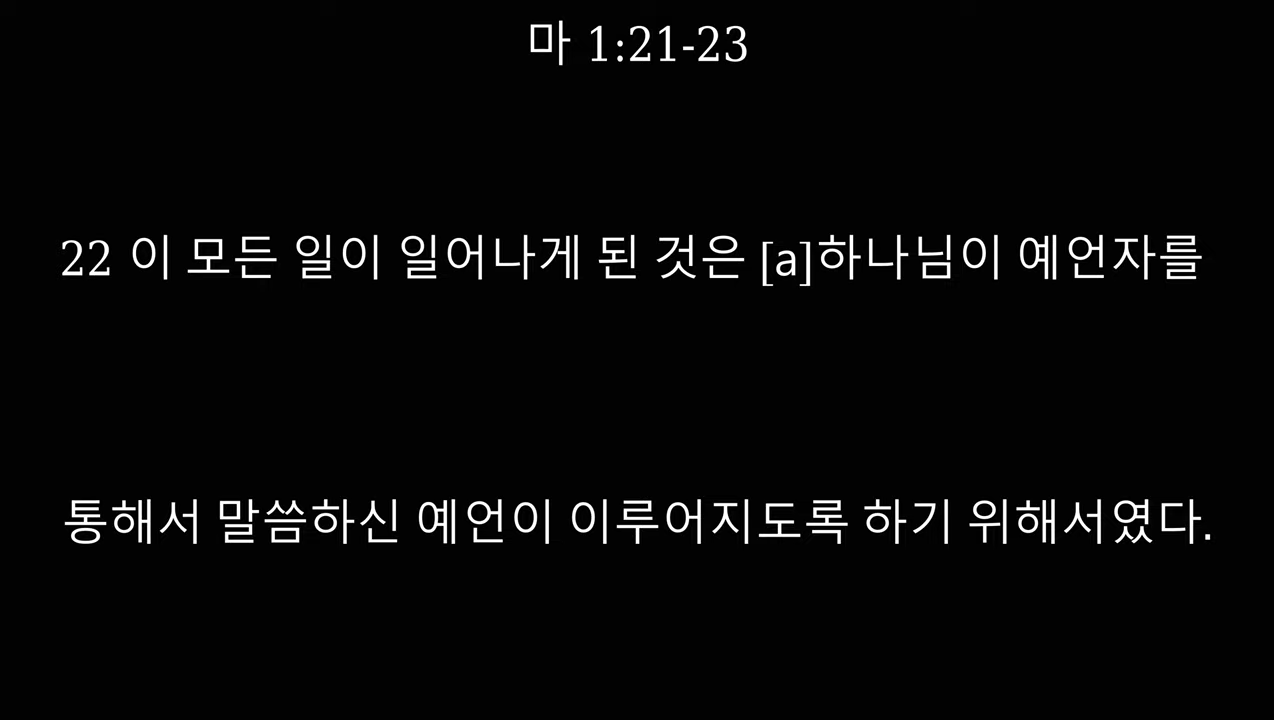 마 1:21-23
22 이 모든 일이 일어나게 된 것은 [a]하나님이 예언자를
통해서 말씀하신 예언이 이루어지도록 하기 위해서였다.